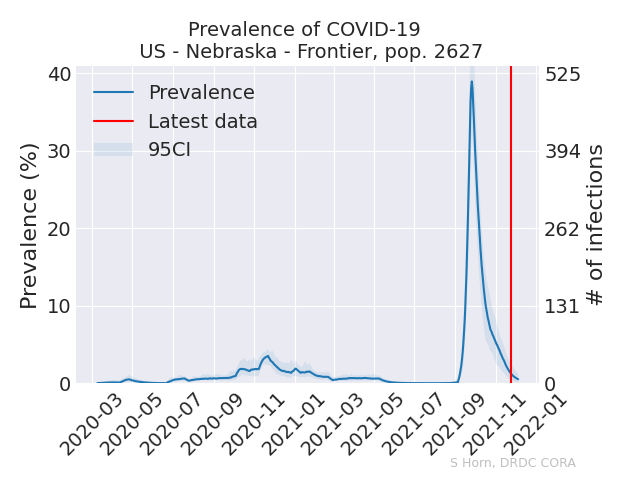 Prevalence of COVID-19
US - Nebraska - Frontier, pop. 2627
Prevalence (%)
40
30
20
10
0
Prevalence
Latest data
95CI
525
394
262
131
0
# of infections
2020-03
2020-05
2020-07
2020-09
2020-11
2021-01
2021-03
2021-05
2021-07
2021-09
2021-11
2022-01
S Horn, DRDC CORA